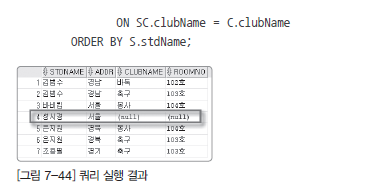 ON SC.clubName = C.clubName
ORDER BY S.stdName;
STDNAME ADDR CLUBNAME ROOMNO
1 김범수 경남 바둑 102호
2 김범수 경남 축구 103호
3 바비킴 서울 봉사 104호
4 성시경 서울 (null) (null)
5 은지원 경북 봉사 104호
6 은지원 경북 축구 103호
7 조용필 경기 축구 103호
[그림 7-44] 쿼리 실행 결과